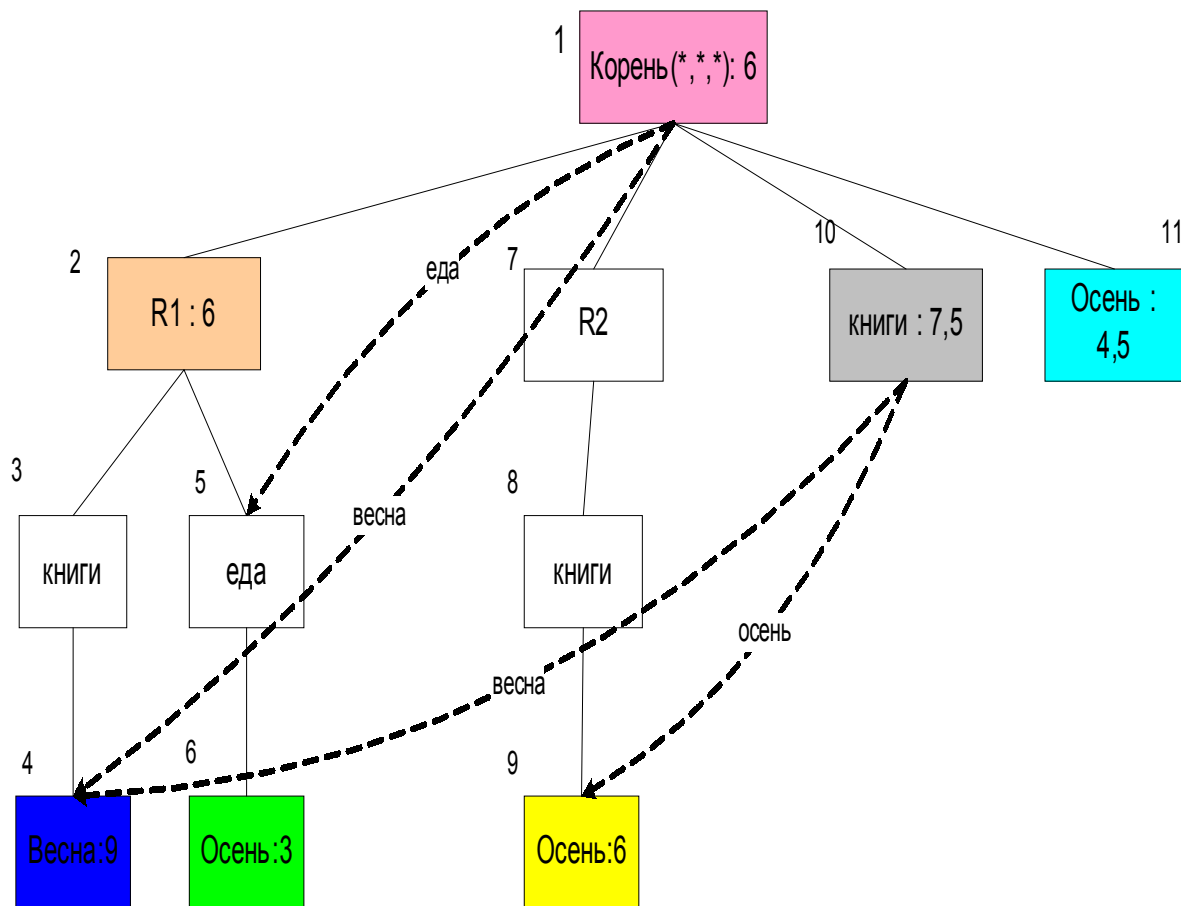 1
Корень(*,*,*): 6
2
R1 : 6
еда
7
R2
10
книги : 7,5
11
Осень :
4,5
3
книги
5
еда
весна
8
книги
осень
весна
4
Весна:9
6
Осень:3
9
Осень:6